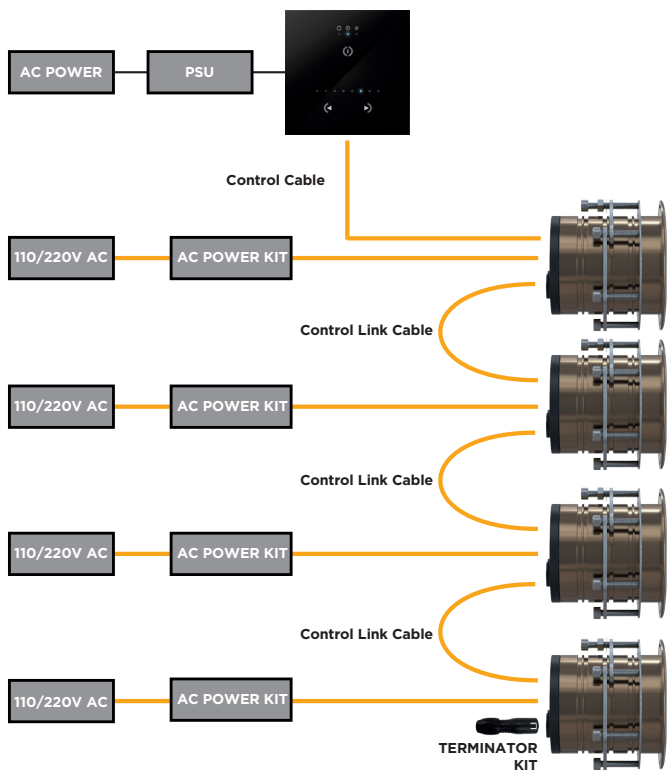 AC POWER
PSU
Control Cable
110/220V AC
AC POWER KIT
Control Link Cable
110/220V AC
AC POWER KIT
Control Link Cable
110/220V AC
AC POWER KIT
Control Link Cable
110/220V AC
AC POWER KIT
TERMINATOR
KIT